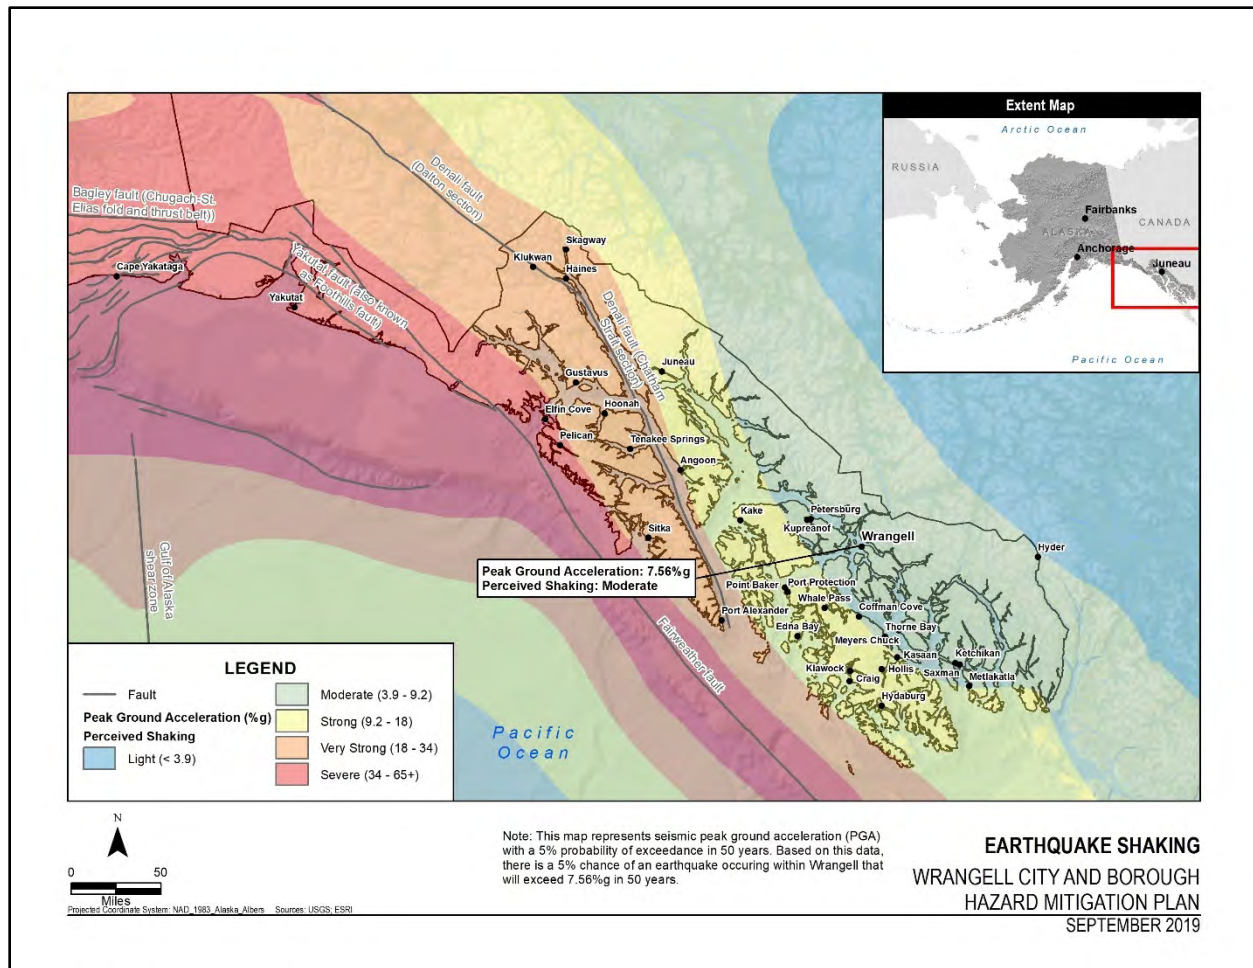 Extent Map
Arctic Ocean
RUSSIA
Fairbanks
CANADA
ALASKA
Anchorage
Juneau
Pacific Ocean
Denali fault
(Dalton section)
Bagley fault (Chugach-St.
Elias fold and thrust belt))
Skagway
Klukwan
Haines
Cape Yakataga
Yakutat fault (also known
as Foothills fault)
Yakutat
Denali fault (Chatham
Strait section)
Juneau
Gustavus
Elfin Cove
Hoonah
Pelican
Tenakee Springs
Angoon
Kake
Petersburg
Kupreanof
Sitka
Wrangell
Hyder
Gulf of Alaska
shear zone
Peak Ground Acceleration: 7.56%g
Perceived Shaking: Moderate
Point Baker
Port Protection
Whale Pass
Coffman Cove
Port Alexander
Edna Bay
Thorne Bay
Meyers Chuck
Fairweather fault
Kasaan
Ketchikan
Klawock
Hollis
Saxman
Craig
Metlakatla
Hydaburg
Pacific
Ocean
LEGEND
Fault
Peak Ground Acceleration (%g)
Perceived Shaking
Light (< 3.9)
Moderate (3.9 - 9.2)
Strong (9.2 - 18)
Very Strong (18 - 34)
Severe (34 - 65+)
N
0 50
Miles
Projected Coordinate System: NAD_1983_Alaska_Albers Sources: USGS; ESRI
Note: This map represents seismic peak ground acceleration (PGA)
with a 5% probability of exceedance in 50 years. Based on this data,
there is a 5% chance of an earthquake occuring within Wrangell that
will exceed 7.56%g in 50 years.
EARTHQUAKE SHAKING
WRANGELL CITY AND BOROUGH
HAZARD MITIGATION PLAN
SEPTEMBER 2019